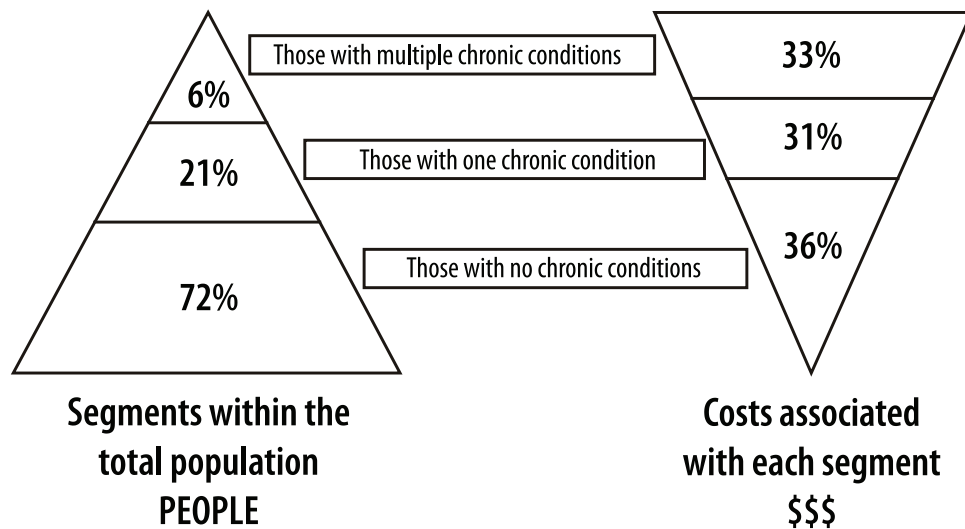 Those with multiple chronic conditions
33%
6%
31%
Those with one chronic condition
21%
36%
Those with no chronic conditions
72%
Segments within the
total population
PEOPLE
Costs associated
with each segment
$$$